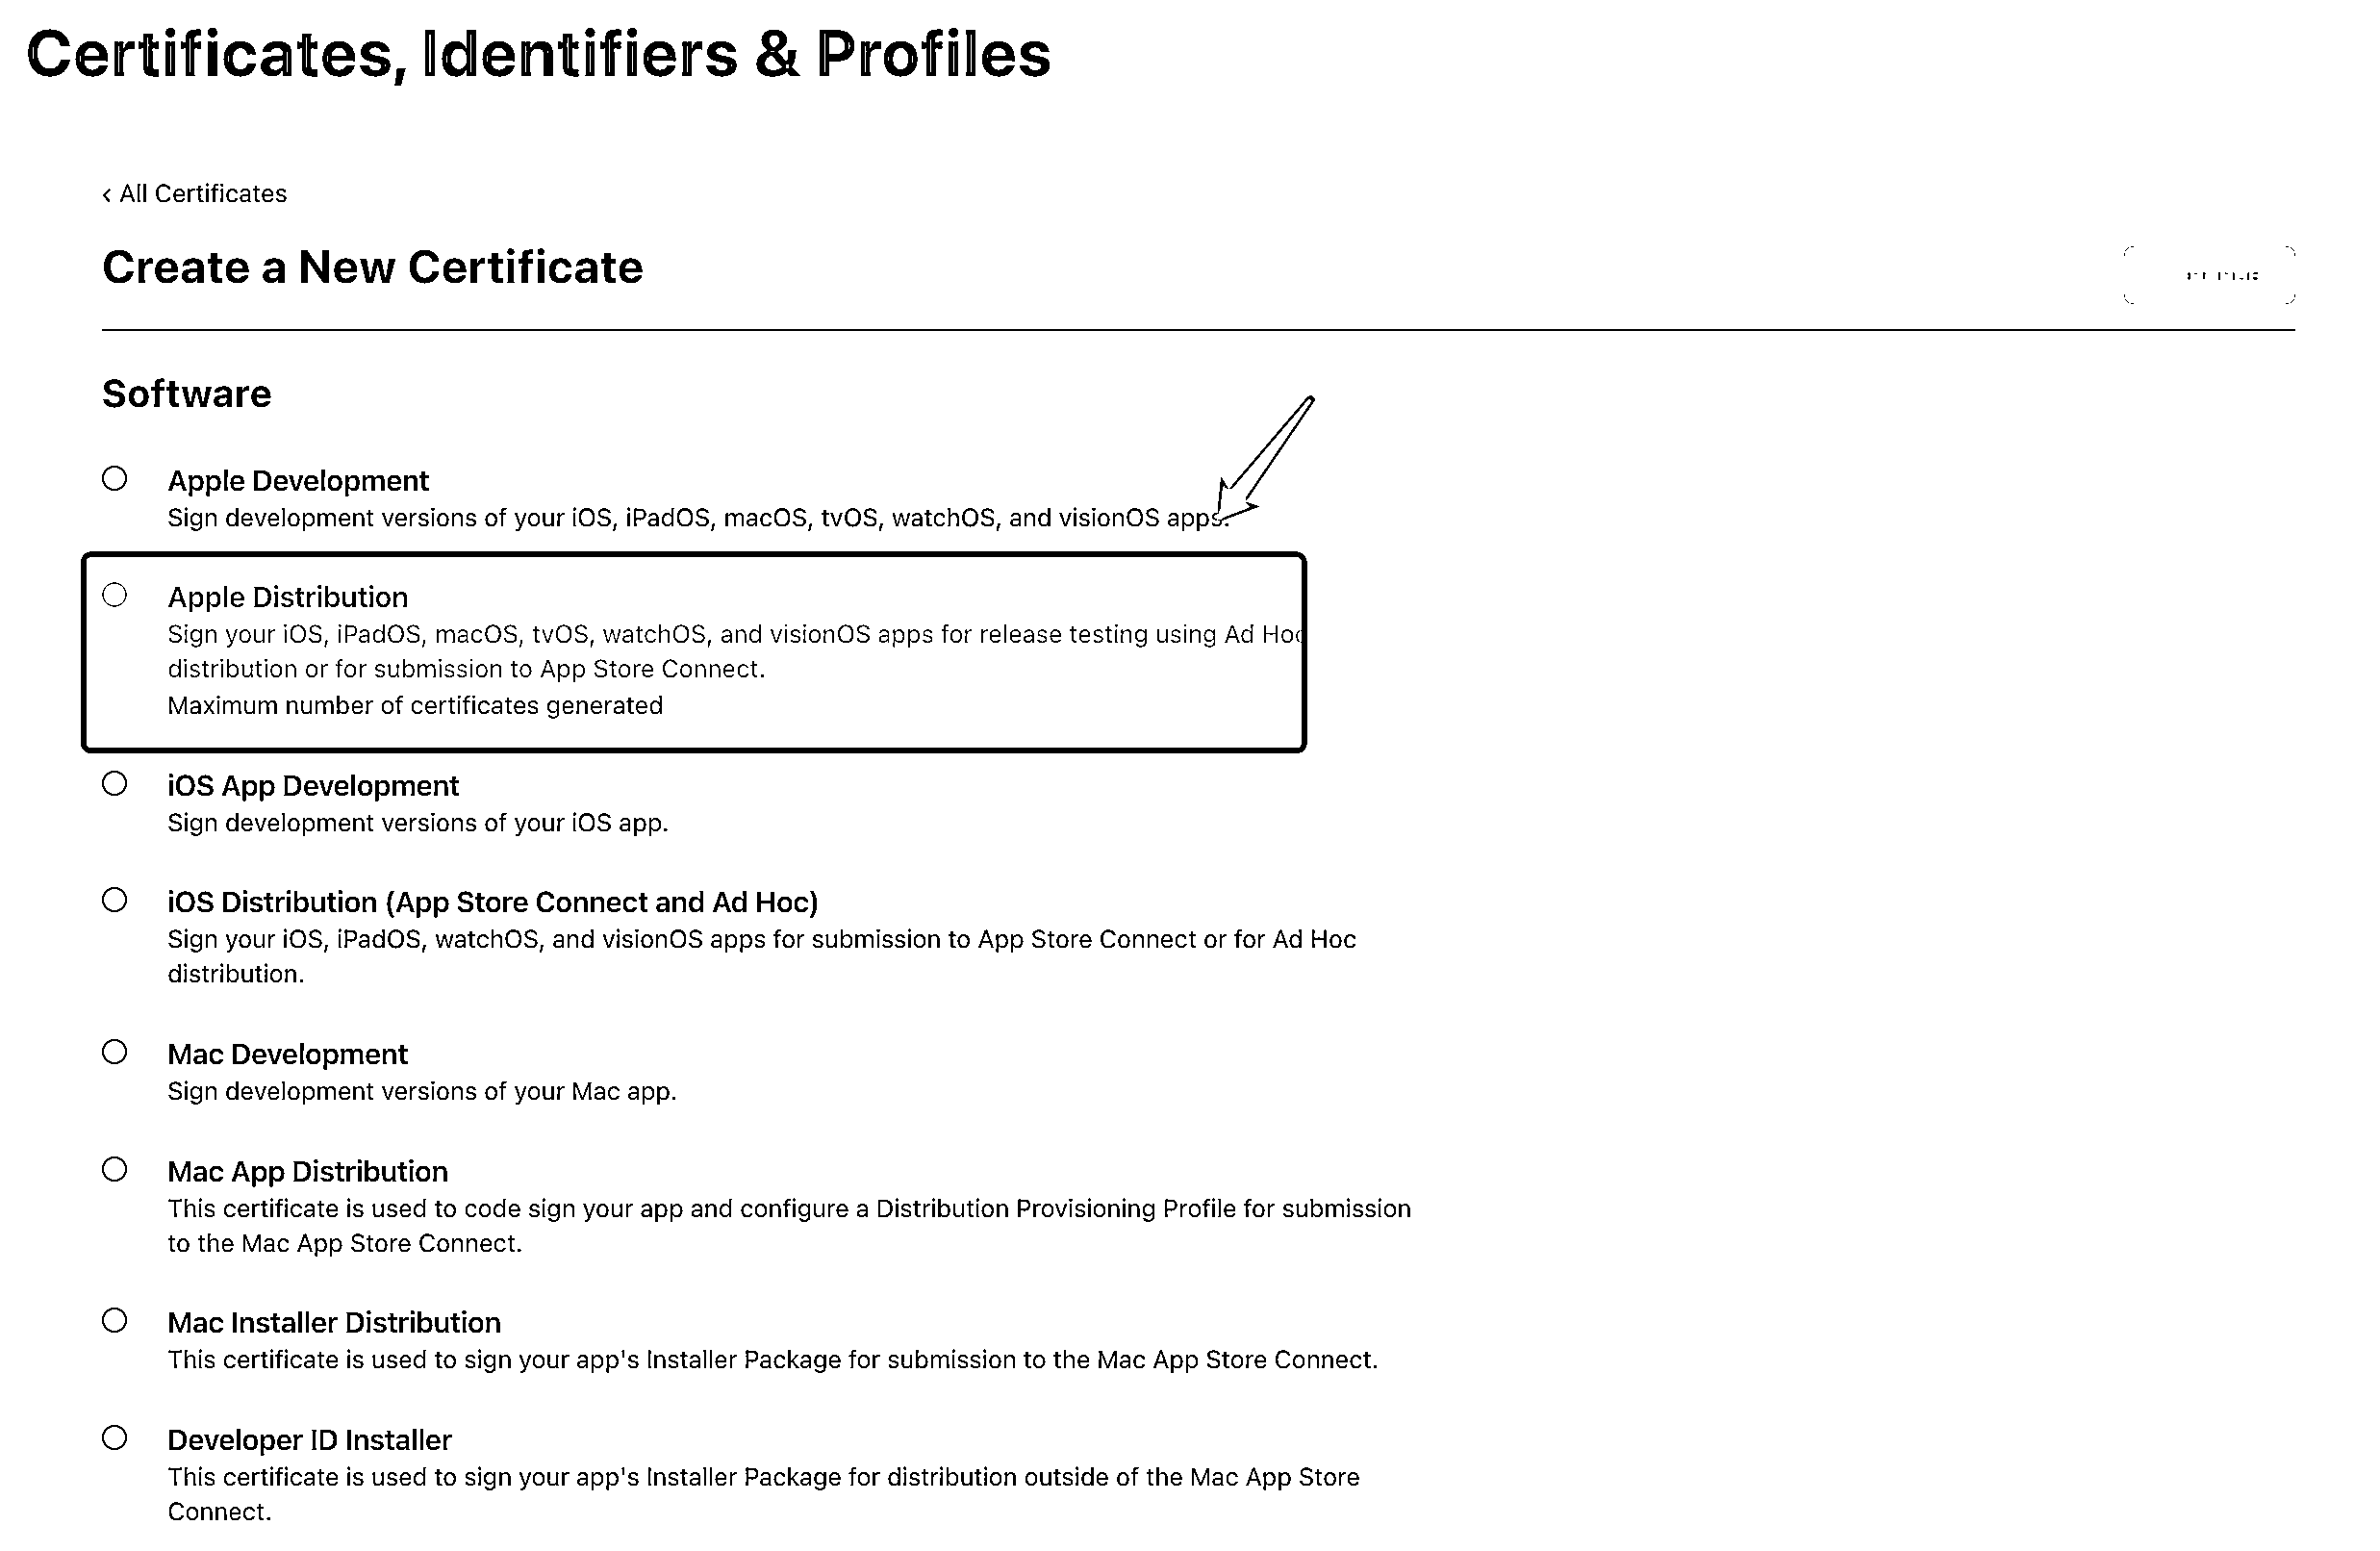 Certificates, Identifiers & Profiles
‹ All Certificates
Create a New Certificate
Software
Apple Development
Sign development versions of your iOS, iPadOS, macOS, tvOS, watchOS, and visionOS apps.
Apple Distribution
Sign your iOS, iPadOS, macOS, tvOS, watchOS, and visionOS apps for release testing using Ad Hoc
distribution or for submission to App Store Connect.
Maximum number of certificates generated
iOS App Development
Sign development versions of your iOS app.
iOS Distribution (App Store Connect and Ad Hoc)
Sign your iOS, iPadOS, watchOS, and visionOS apps for submission to App Store Connect or for Ad Hoc
distribution.
Mac Development
Sign development versions of your Mac app.
Mac App Distribution
This certificate is used to code sign your app and configure a Distribution Provisioning Profile for submission
to the Mac App Store Connect.
Mac Installer Distribution
This certificate is used to sign your app's Installer Package for submission to the Mac App Store Connect.
Developer ID Installer
This certificate is used to sign your app's Installer Package for distribution outside of the Mac App Store
Connect.